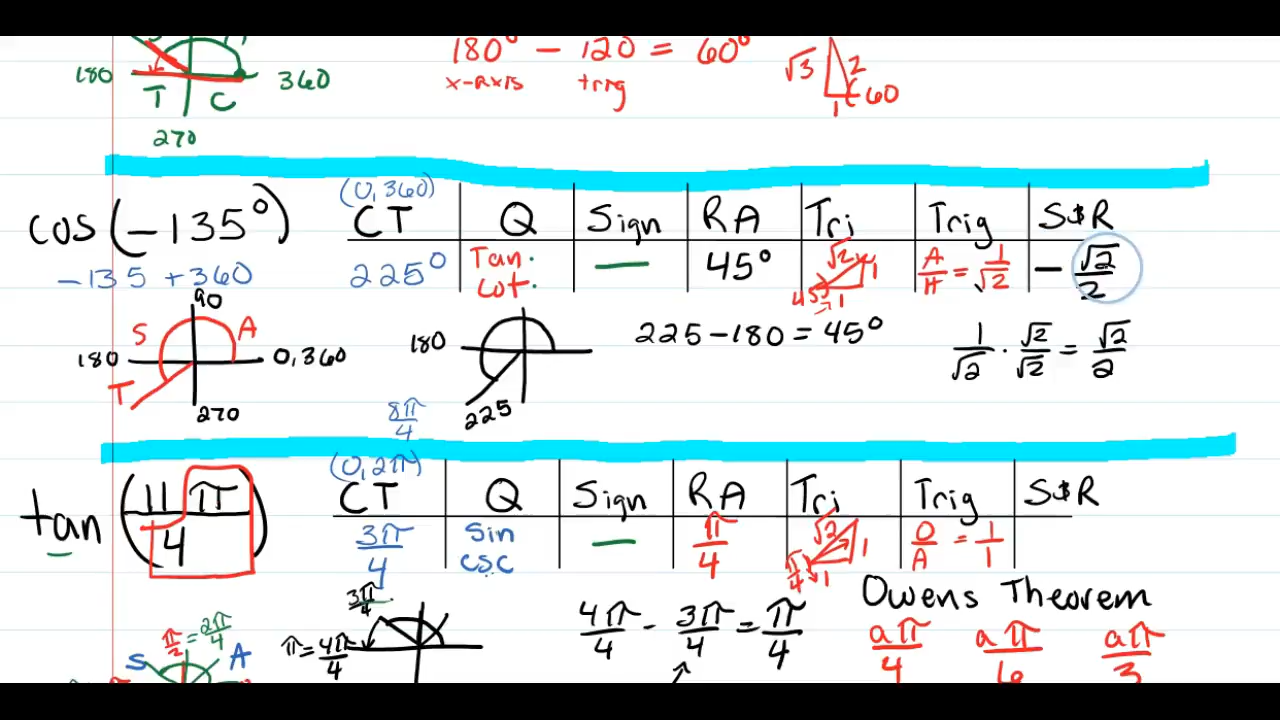 180° - 120 = 60°
x-axis trig
180 360
T C
270
√3 2
1 60
(0,360)
cos(-135°) CT Q Sign RA Tri Trig S&R
-135 +360 225° Tan. Cot. — 45° √2 1 45 1 A/H = 1/√2 - √2/2
90
S A
180 0,360
T
270
180
225
225 - 180 = 45°
1/√2 · √2/√2 = √2/2
8π/4
(0,2π)
tan(11π/4) CT Q Sign RA Tri Trig S&R
3π/4 sin csc — π/4 √2 1 π/4 1 O/A = 1/1
3π/4
π = 4π/4
4π/4 - 3π/4 = π/4
Owens Theorem
aπ/4 aπ/6 aπ/3
π/2 = 2π/4
S A